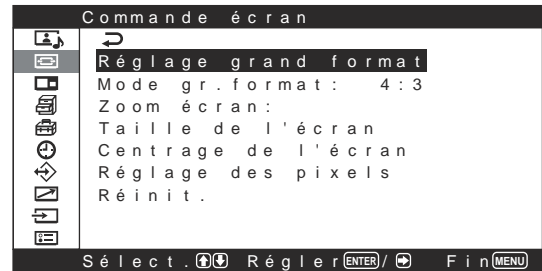 Commande écran
Réglage grand format
Mode gr.format: 4:3
Zoom écran:
Taille de l'écran
Centrage de l'écran
Réglage des pixels
Réinit.
Sélect. Régler ENTER / Fin MENU